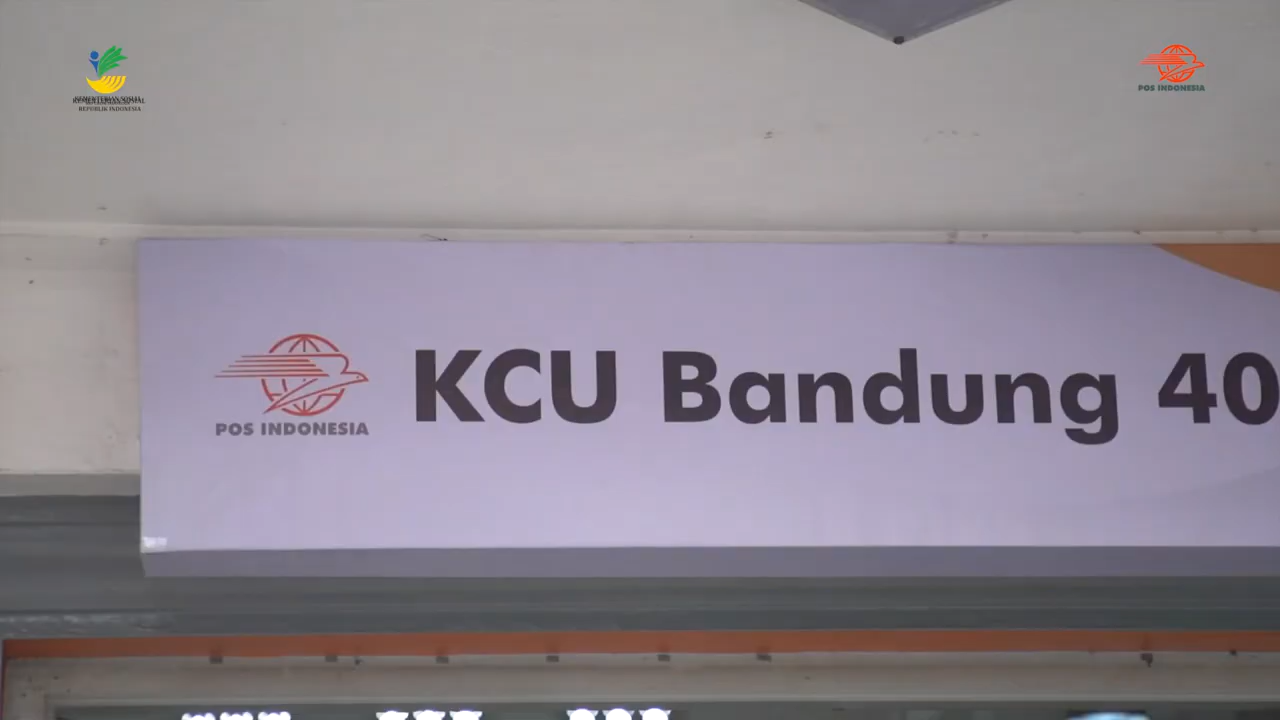 KEMENTERIAN SOSIAL
REPUBLIK INDONESIA
POS INDONESIA
POS INDONESIA
KCU Bandung 40